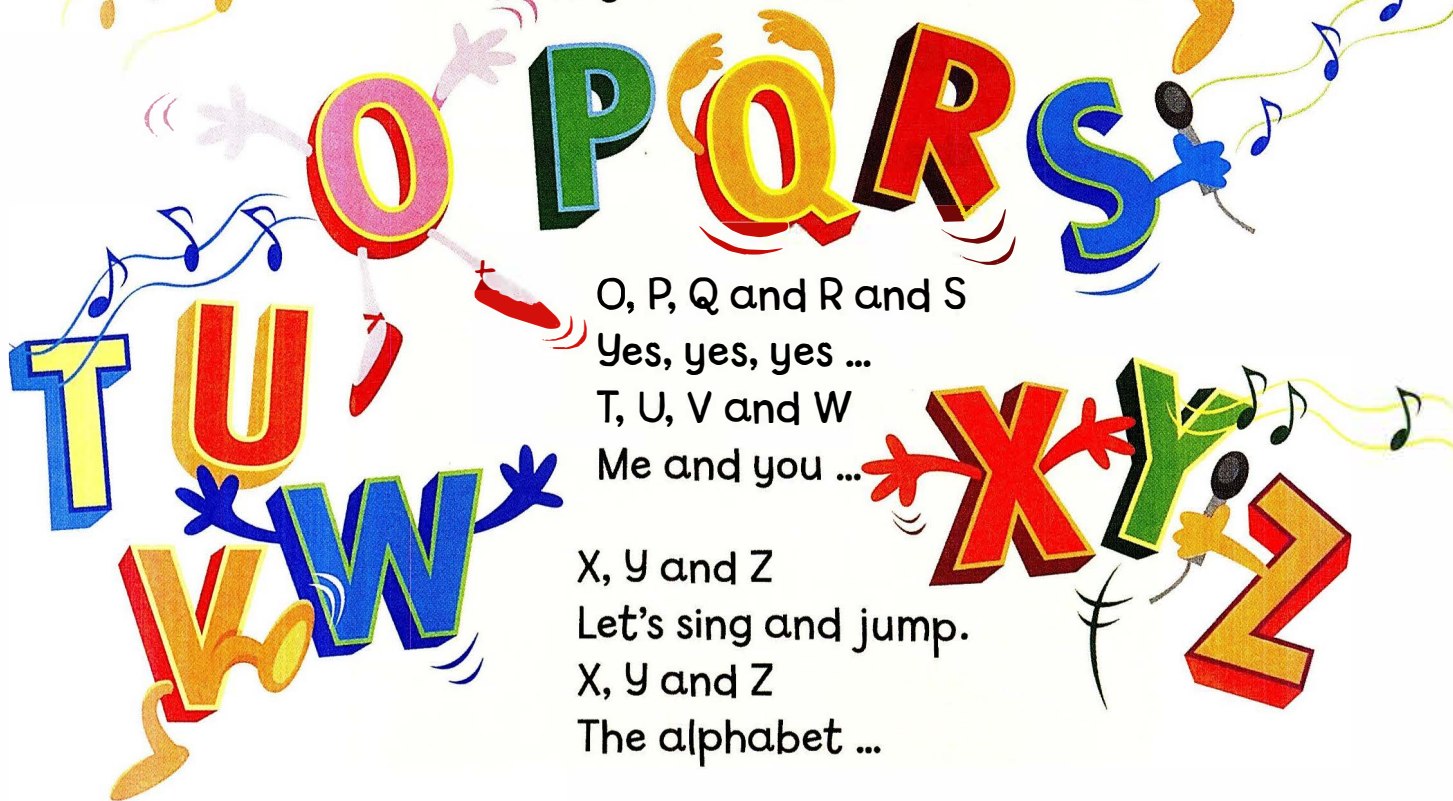 O P Q R S
O, P, Q and R and S
Yes, yes, yes ...
T, U, V and W
Me and you ...
T U
V W
X Y Z
X, Y and Z
Let's sing and jump.
X, Y and Z
The alphabet ...